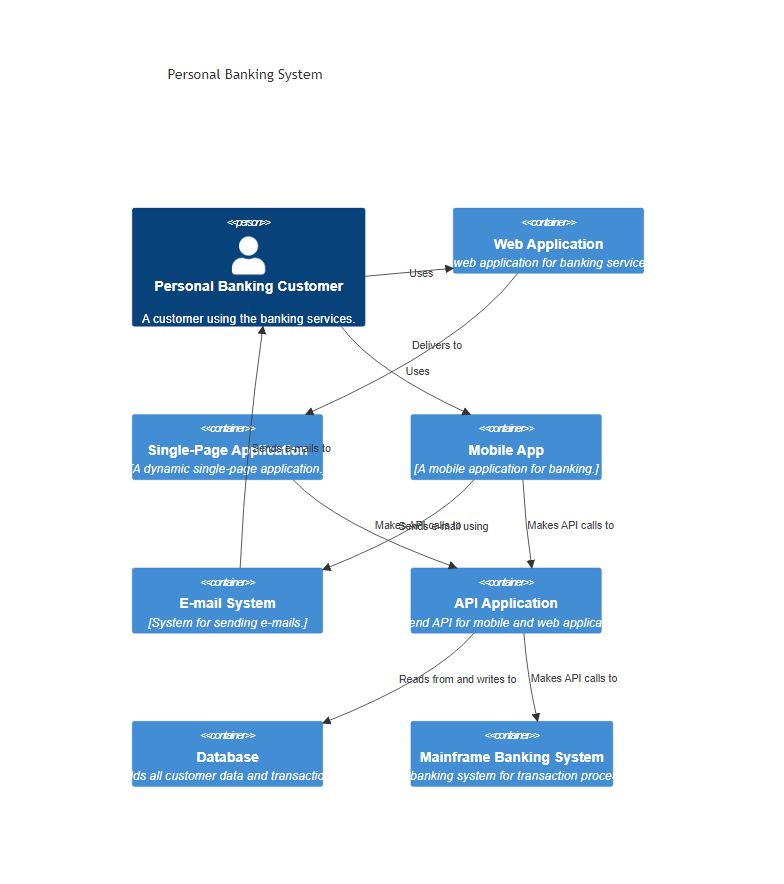 Personal Banking System
<<person>>
Personal Banking Customer
A customer using the banking services.
<<container>>
Web Application
web application for banking service
Uses
Delivers to
Uses
<<container>>
Single-Page Application
[A dynamic single-page application.
<<container>>
Mobile App
[A mobile application for banking.]
Sends e-mails to
Makes API calls to
Sends e-mail using
Makes API calls to
<<container>>
E-mail System
[System for sending e-mails.]
<<container>>
API Application
end API for mobile and web applica
Reads from and writes to
Makes API calls to
<<container>>
Database
lds all customer data and transactio
<<container>>
Mainframe Banking System
banking system for transaction proce